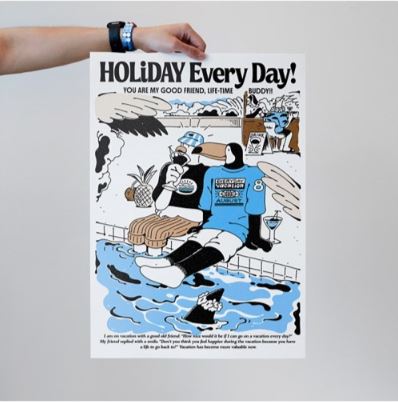 HOLiDAY Every Day!
YOU ARE MY GOOD FRIEND, LIFE-TIME BUDDY!!
EVERYDAY
VACATION
AUGUST
8
I am on vacation with a good old friend. "How nice would it be if I can go on a vacation every day?"
My friend replied with a smile. "Don't you think you feel happier during the vacation because you have
a life to go back to?" Vacation has become more valuable now.